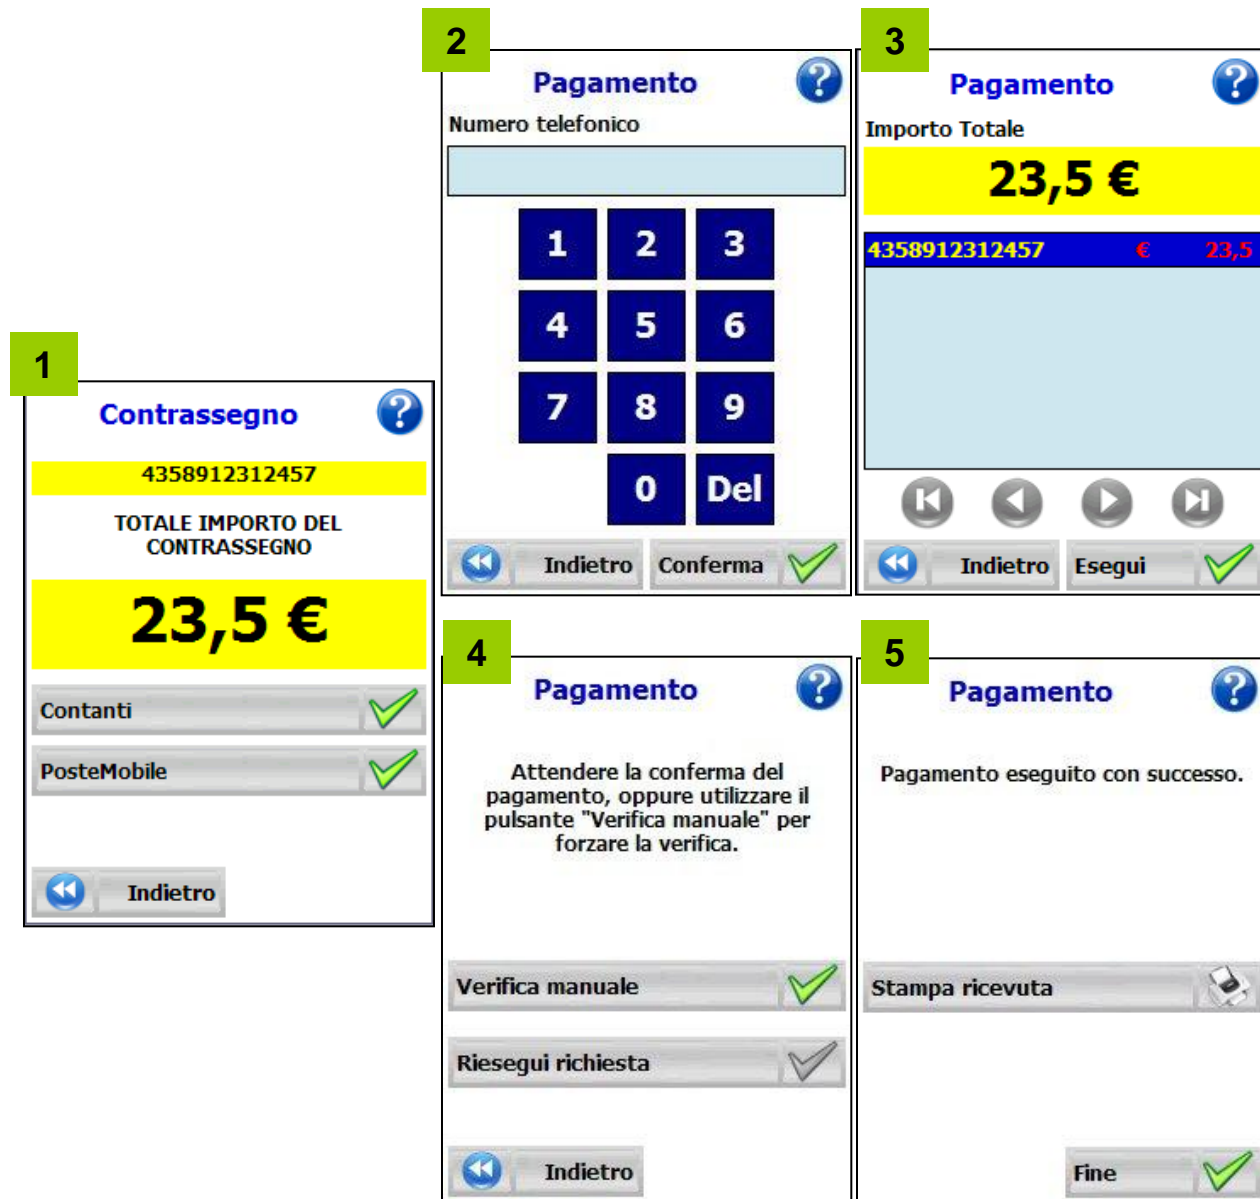 1
Contrassegno
?
4358912312457
TOTALE IMPORTO DEL
CONTRASSEGNO
23,5 €
Contanti
PosteMobile
Indietro
2
Pagamento
?
Numero telefonico
1 2 3
4 5 6
7 8 9
0 Del
Indietro Conferma
3
Pagamento
?
Importo Totale
23,5 €
4358912312457 € 23,5
Indietro Esegui
4
Pagamento
?
Attendere la conferma del
pagamento, oppure utilizzare il
pulsante "Verifica manuale" per
forzare la verifica.
Verifica manuale
Riesegui richiesta
Indietro
5
Pagamento
?
Pagamento eseguito con successo.
Stampa ricevuta
Fine